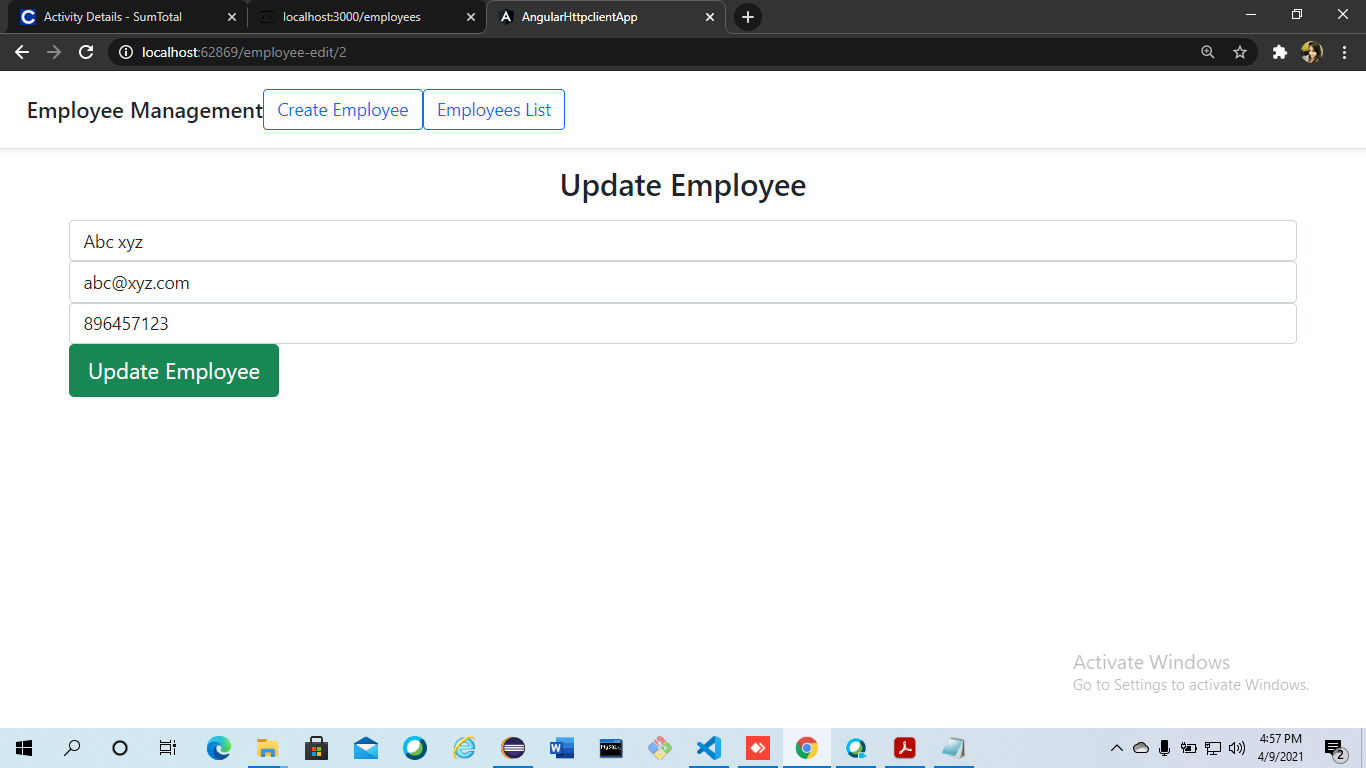 Activity Details - SumTotal
localhost:3000/employees
AngularHttpclientApp
localhost:62869/employee-edit/2
Employee Management
Create Employee
Employees List
Update Employee
Abc xyz
abc@xyz.com
896457123
Update Employee
Activate Windows
Go to Settings to activate Windows.
4:57 PM
4/9/2021
2